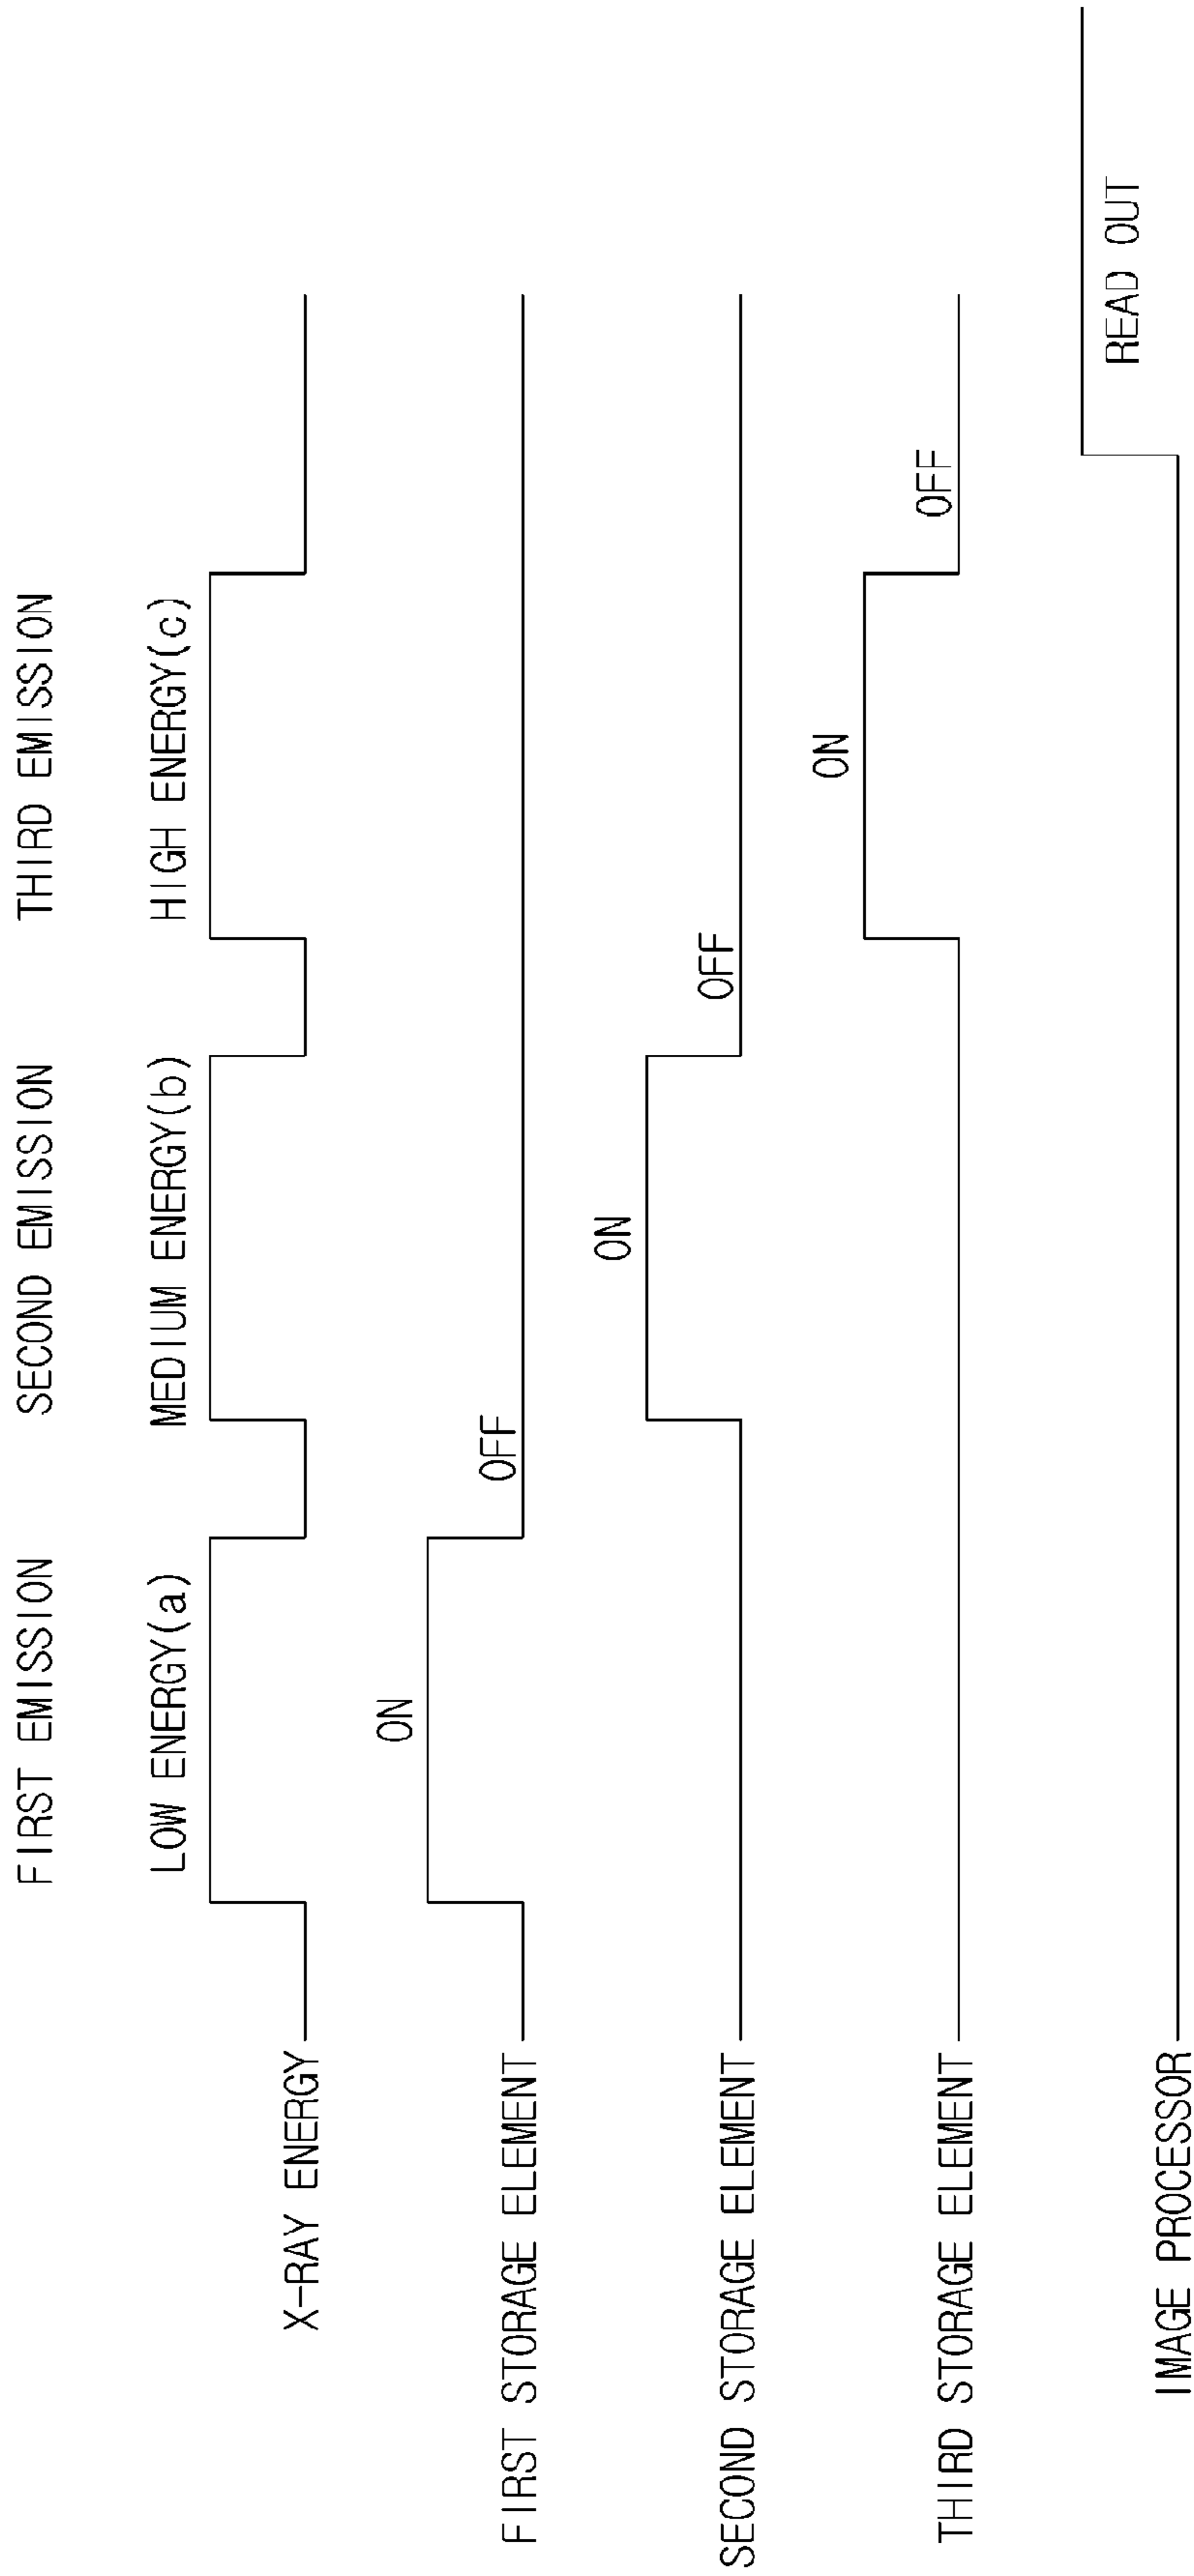 FIRST EMISSION
SECOND EMISSION
THIRD EMISSION
LOW ENERGY(a)
MEDIUM ENERGY(b)
HIGH ENERGY(c)
X-RAY ENERGY
ON
OFF
FIRST STORAGE ELEMENT
ON
OFF
SECOND STORAGE ELEMENT
ON
OFF
THIRD STORAGE ELEMENT
READ OUT
IMAGE PROCESSOR